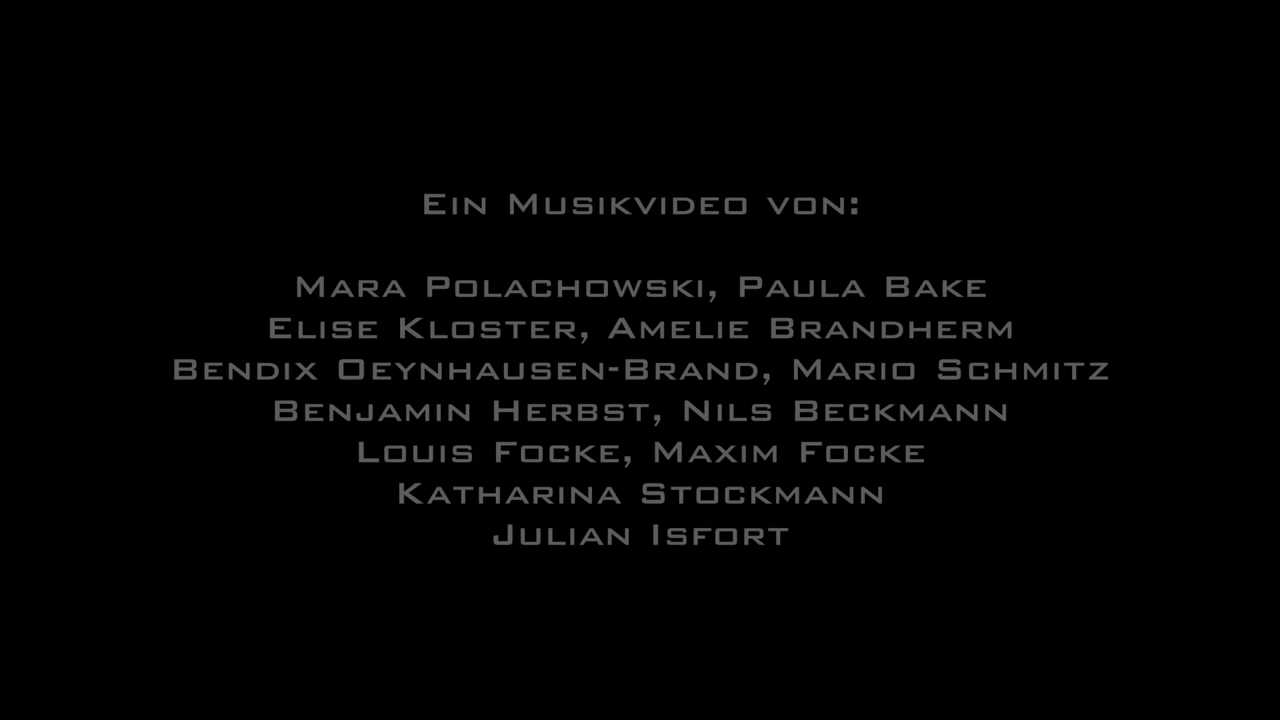 Ein Musikvideo von:
Mara Polachowski, Paula Bake
Elise Kloster, Amelie Brandherm
Bendix Oeynhausen-Brand, Mario Schmitz
Benjamin Herbst, Nils Beckmann
Louis Focke, Maxim Focke
Katharina Stockmann
Julian Isfort